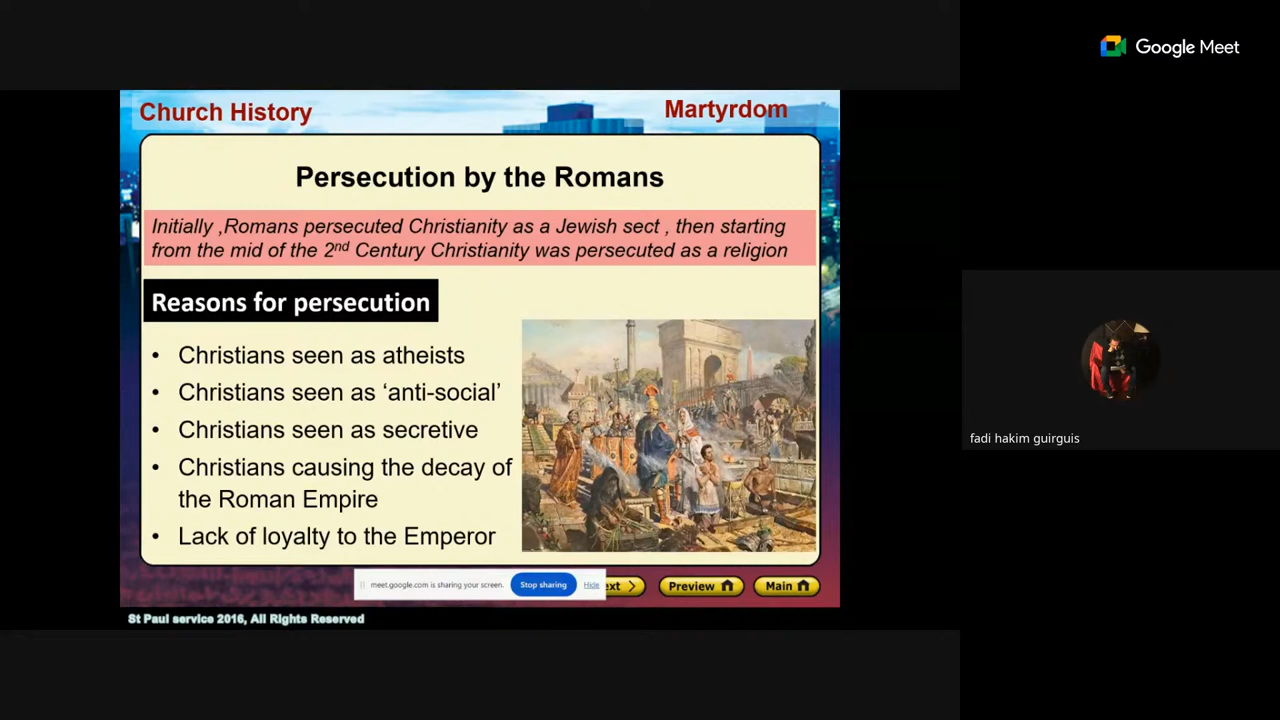 Google Meet
Church History
Martyrdom
Persecution by the Romans
Initially ,Romans persecuted Christianity as a Jewish sect , then starting
from the mid of the 2nd Century Christianity was persecuted as a religion
Reasons for persecution
• Christians seen as atheists
• Christians seen as ‘anti-social’
• Christians seen as secretive
• Christians causing the decay of
the Roman Empire
• Lack of loyalty to the Emperor
fadi hakim guirguis
meet.google.com is sharing your screen.
Stop sharing
Hide
ext
Preview
Main
St Paul service 2016, All Rights Reserved